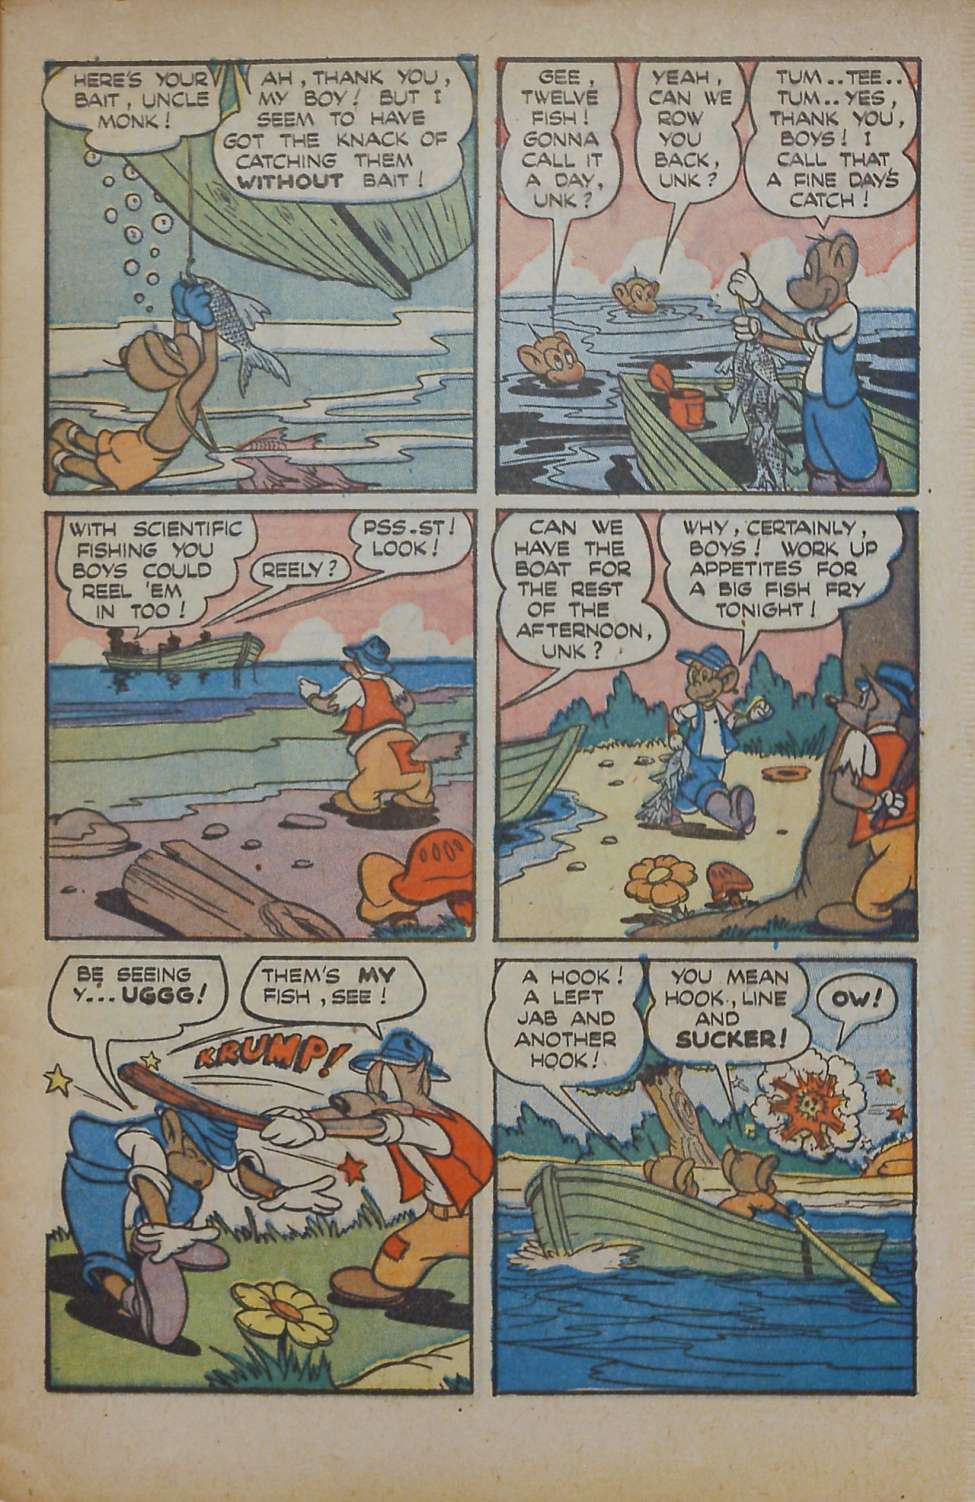 HERE'S YOUR
BAIT, UNCLE
MONK!
AH, THANK YOU,
MY BOY! BUT I
SEEM TO HAVE
GOT THE KNACK OF
CATCHING THEM
WITHOUT BAIT!
GEE,
TWELVE
FISH!
GONNA
CALL IT
A DAY,
UNK?
YEAH,
CAN WE
ROW
YOU
BACK,
UNK?
TUM..TEE..
TUM..YES,
THANK YOU,
BOYS! I
CALL THAT
A FINE DAY'S
CATCH!
WITH SCIENTIFIC
FISHING YOU
BOYS COULD
REEL 'EM
IN TOO!
REELY?
PSS-ST!
LOOK!
CAN WE
HAVE THE
BOAT FOR
THE REST
OF THE
AFTERNOON,
UNK?
WHY, CERTAINLY,
BOYS! WORK UP
APPETITES FOR
A BIG FISH FRY
TONIGHT!
BE SEEING
Y...UGGG!
KRUMP!
THEM'S MY
FISH, SEE!
A HOOK!
A LEFT
JAB AND
ANOTHER
HOOK!
YOU MEAN
HOOK, LINE
AND
SUCKER!
OW!